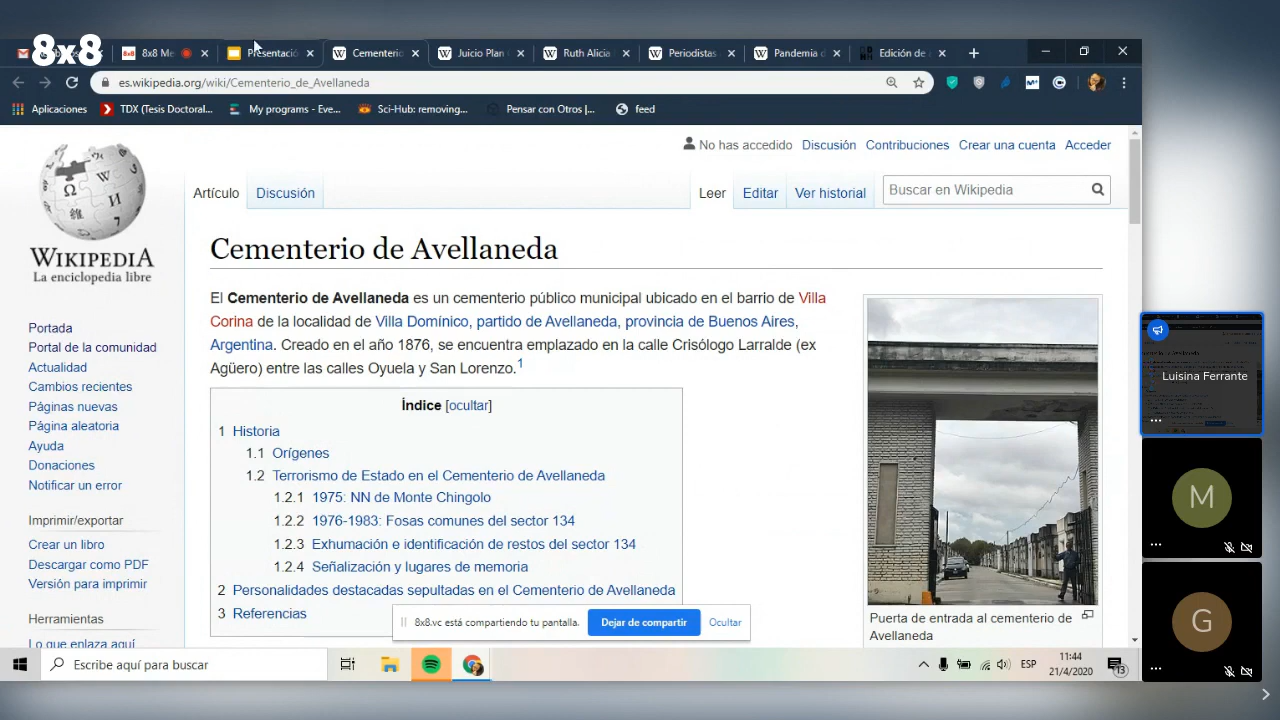 8x8
8x8 Me
Presentació
Cementerio
Juicio Plan
Ruth Alicia
Periodistas
Pandemia d
Edición de
es.wikipedia.org/wiki/Cementerio_de_Avellaneda
Aplicaciones
TDX (Tesis Doctoral...
My programs - Eve...
Sci-Hub: removing...
Pensar con Otros |...
feed
No has accedido Discusión Contribuciones Crear una cuenta Acceder
Artículo Discusión Leer Editar Ver historial Buscar en Wikipedia
WIKIPEDIA
La enciclopedia libre
Portada
Portal de la comunidad
Actualidad
Cambios recientes
Páginas nuevas
Página aleatoria
Ayuda
Donaciones
Notificar un error
Imprimir/exportar
Crear un libro
Descargar como PDF
Versión para imprimir
Herramientas
Lo que enlaza aquí
Cementerio de Avellaneda
El Cementerio de Avellaneda es un cementerio público municipal ubicado en el barrio de Villa
Corina de la localidad de Villa Domínico, partido de Avellaneda, provincia de Buenos Aires,
Argentina. Creado en el año 1876, se encuentra emplazado en la calle Crisólogo Larralde (ex
Agüero) entre las calles Oyuela y San Lorenzo.1
Índice [ocultar]
1 Historia
1.1 Orígenes
1.2 Terrorismo de Estado en el Cementerio de Avellaneda
1.2.1 1975: NN de Monte Chingolo
1.2.2 1976-1983: Fosas comunes del sector 134
1.2.3 Exhumación e identificación de restos del sector 134
1.2.4 Señalización y lugares de memoria
2 Personalidades destacadas sepultadas en el Cementerio de Avellaneda
3 Referencias
Puerta de entrada al cementerio de
Avellaneda
8x8.vc está compartiendo tu pantalla. Dejar de compartir Ocultar
Luisina Ferrante
M
G
Escribe aquí para buscar
ESP
11:44
21/4/2020
13